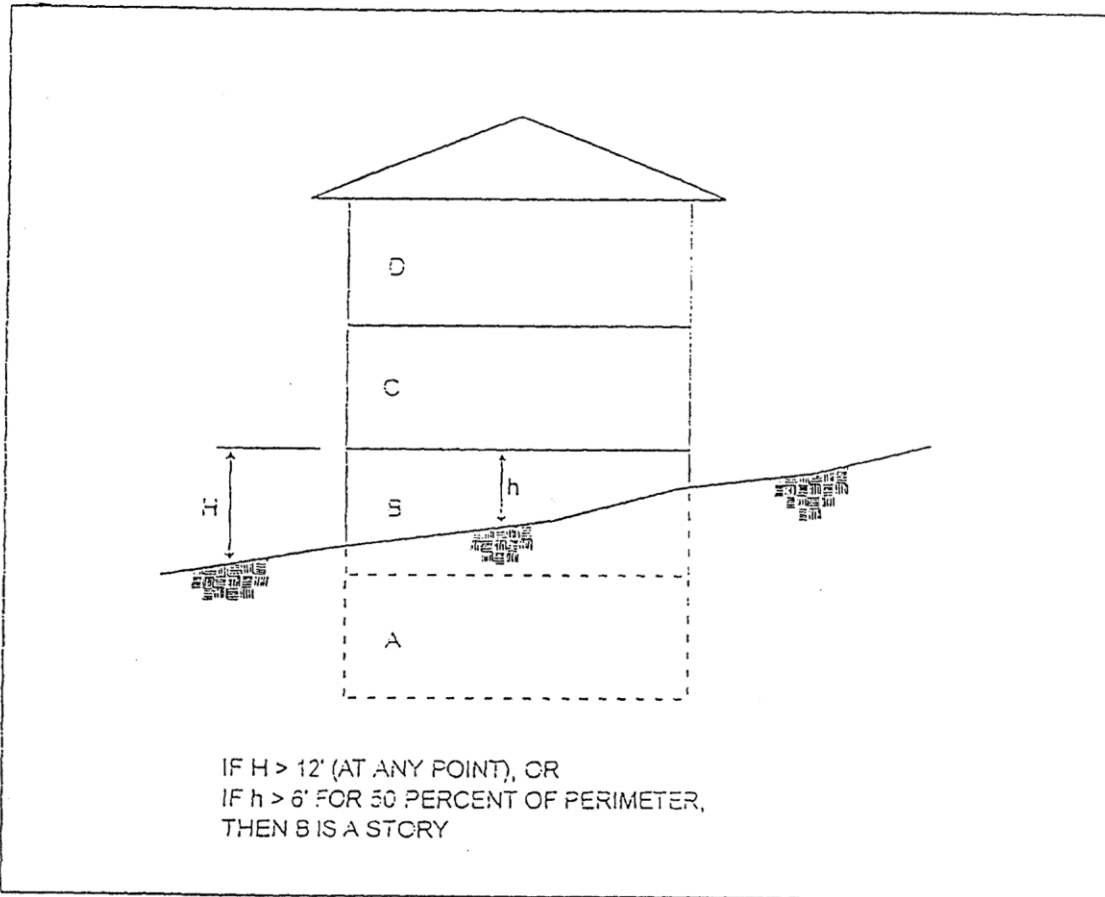 D
C
H
h
B
A
IF H > 12' (AT ANY POINT), OR
IF h > 6' FOR 50 PERCENT OF PERIMETER,
THEN B IS A STORY